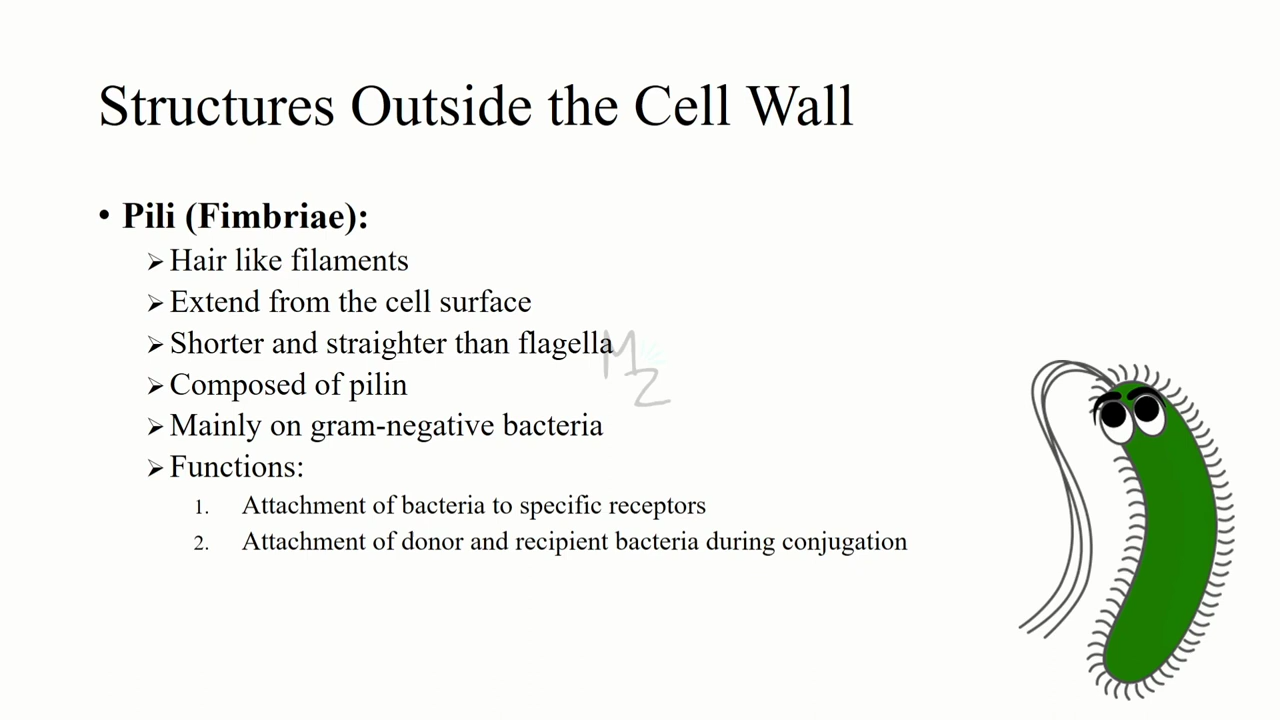 Structures Outside the Cell Wall
• Pili (Fimbriae):
➢ Hair like filaments
➢ Extend from the cell surface
➢ Shorter and straighter than flagella
MZ
➢ Composed of pilin
➢ Mainly on gram-negative bacteria
➢ Functions:
1. Attachment of bacteria to specific receptors
2. Attachment of donor and recipient bacteria during conjugation